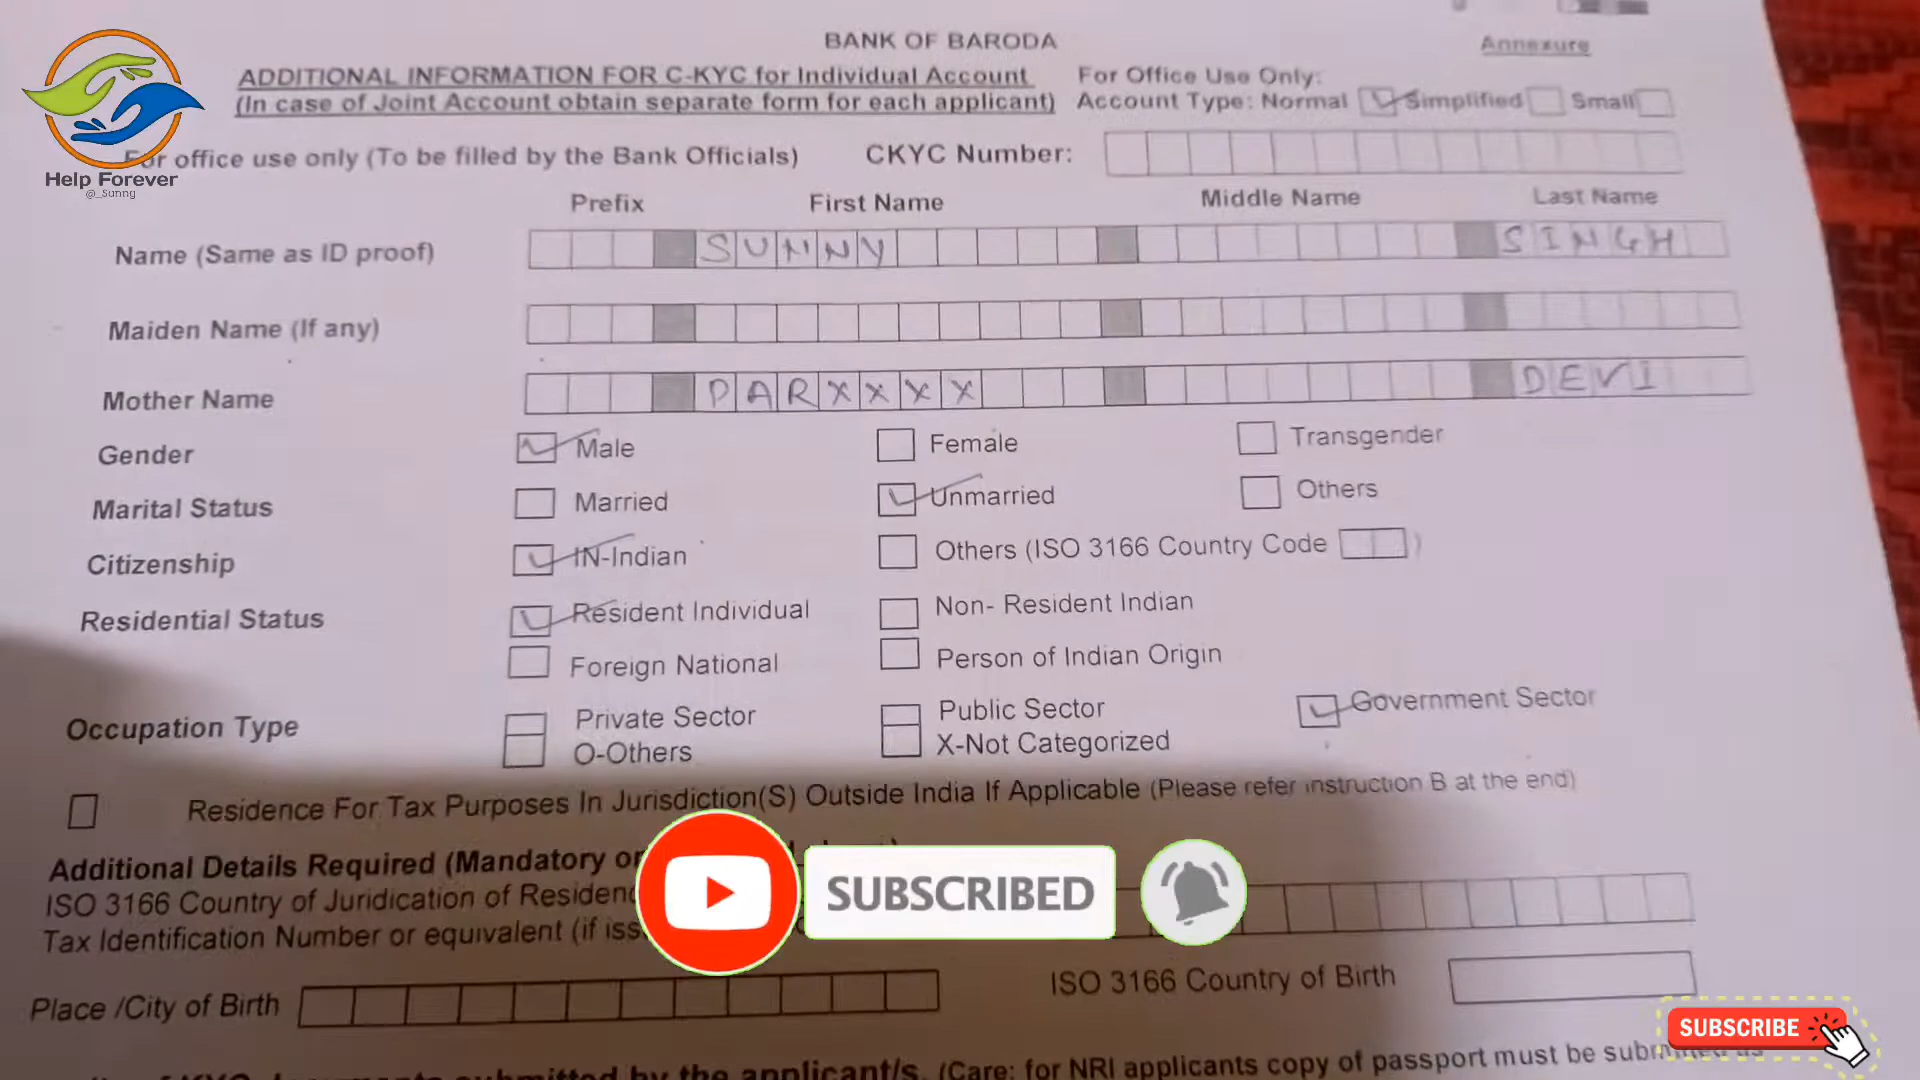 BANK OF BARODA
Annexure
ADDITIONAL INFORMATION FOR C-KYC for Individual Account
(In case of Joint Account obtain separate form for each applicant)
For Office Use Only:
Account Type: Normal Simplified Small
For office use only (To be filled by the Bank Officials) CKYC Number:
Help Forever
@_Sunng
Prefix First Name Middle Name Last Name
Name (Same as ID proof) SUNNY SINGH
Maiden Name (If any)
Mother Name PARXXXX DEVI
Gender Male Female Transgender
Marital Status Married Unmarried Others
Citizenship IN-Indian Others (ISO 3166 Country Code )
Residential Status Resident Individual Non- Resident Indian
Foreign National Person of Indian Origin
Occupation Type Private Sector Public Sector Government Sector
O-Others X-Not Categorized
Residence For Tax Purposes In Jurisdiction(S) Outside India If Applicable (Please refer instruction B at the end)
Additional Details Required (Mandatory
ISO 3166 Country of Juridication of
Tax Identification Number or equivalent (if
SUBSCRIBED
Place /City of Birth ISO 3166 Country of Birth
SUBSCRIBE
by the applicant/s. (Care: for NRI applicants copy of passport must be